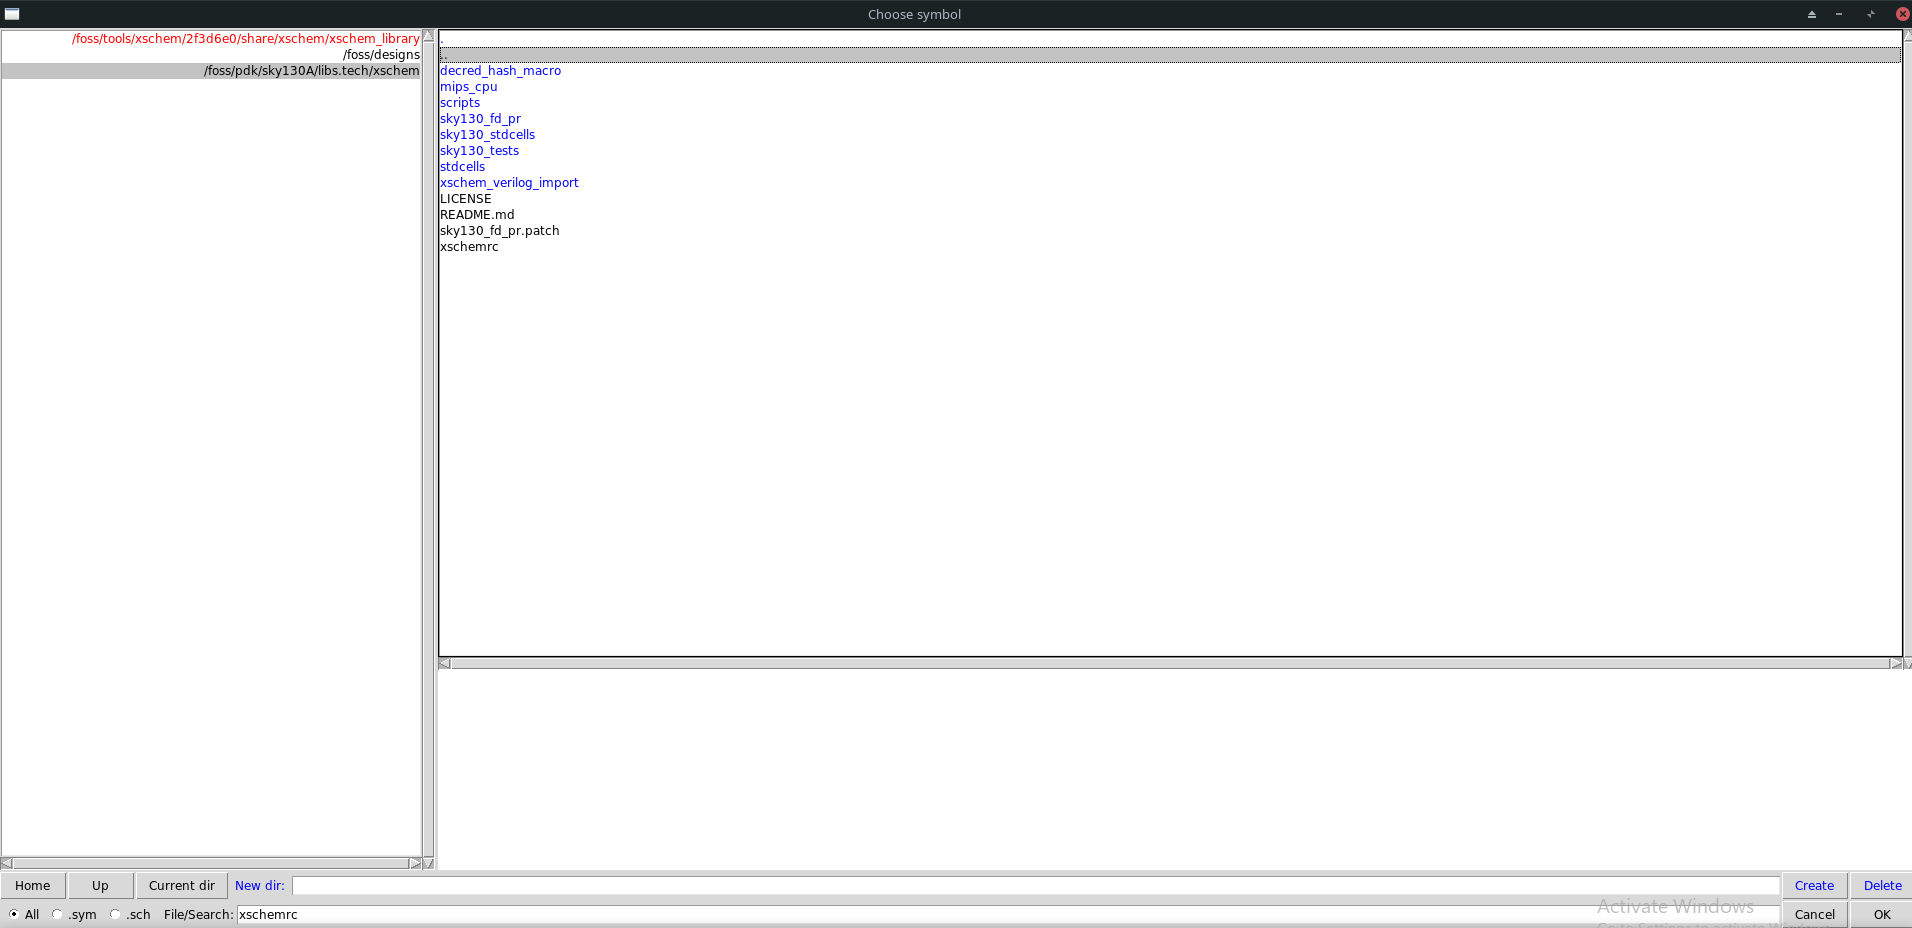 Choose symbol
/foss/tools/xschem/2f3d6e0/share/xschem/xschem_library
/foss/designs
/foss/pdk/sky130A/libs.tech/xschem
.
..
decred_hash_macro
mips_cpu
scripts
sky130_fd_pr
sky130_stdcells
sky130_tests
stdcells
xschem_verilog_import
LICENSE
README.md
sky130_fd_pr.patch
xschemrc
Home Up Current dir New dir: Create Delete
All .sym .sch File/Search: xschemrc Cancel OK
Activate Windows